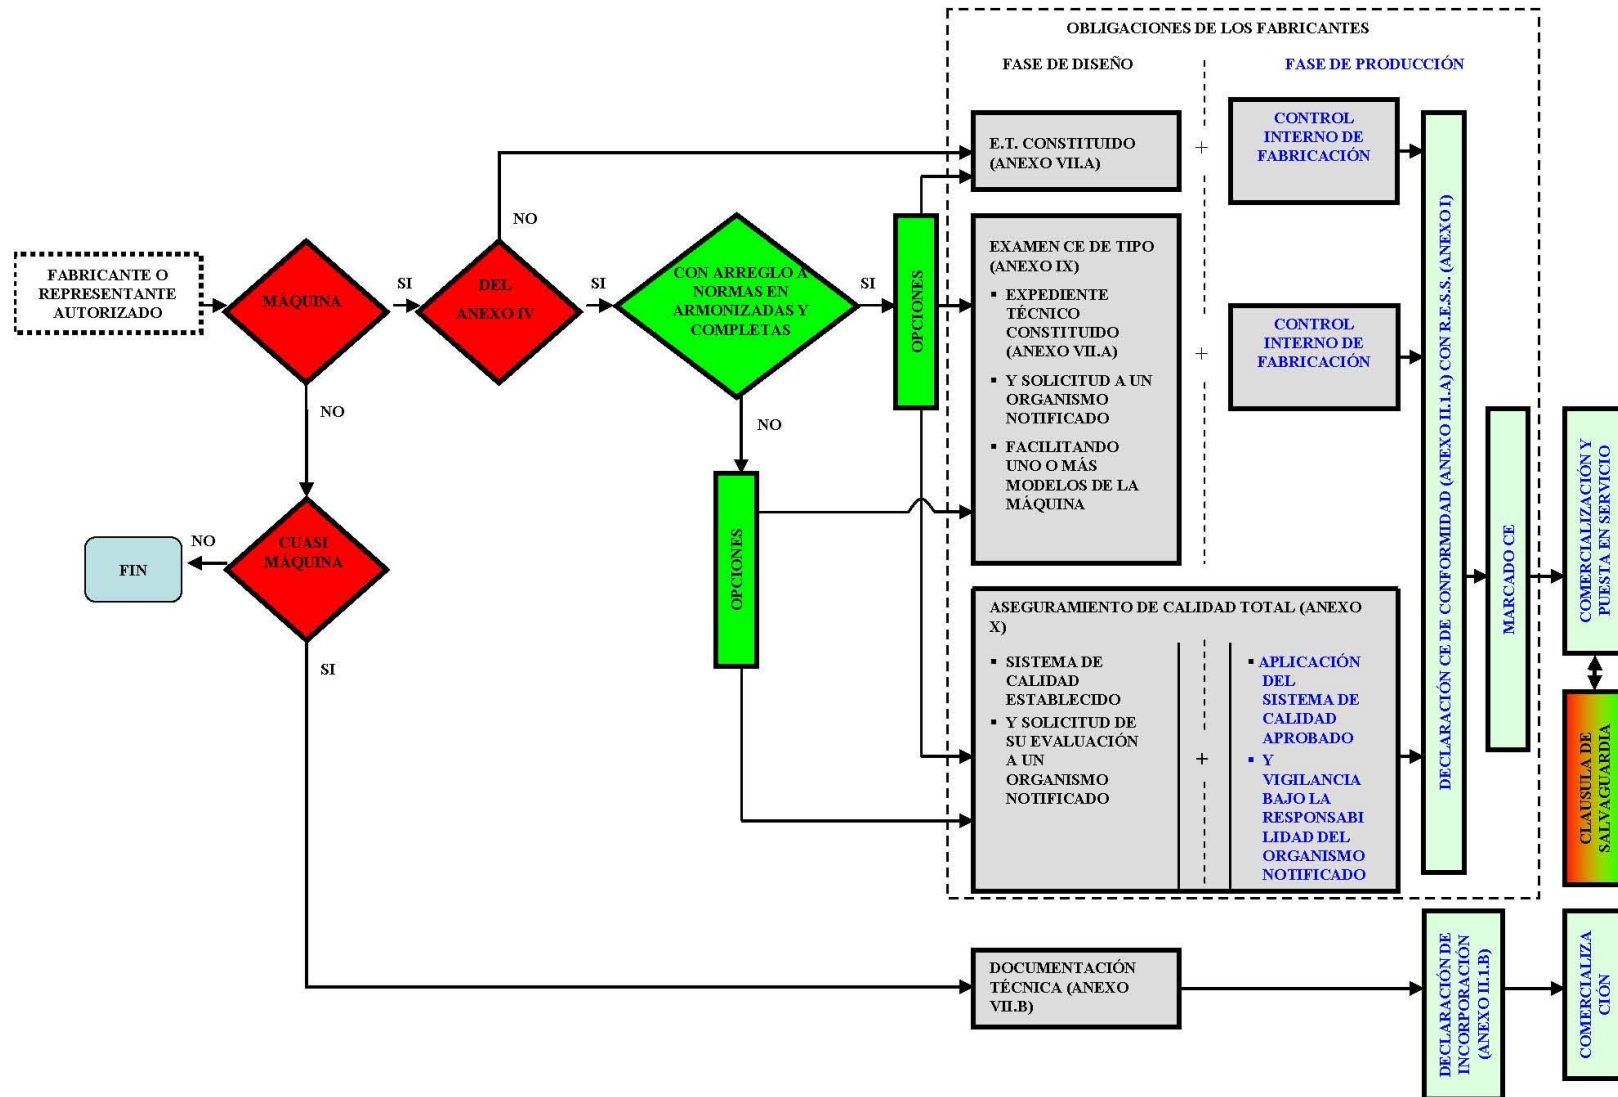 OBLIGACIONES DE LOS FABRICANTES
FASE DE DISEÑO
FASE DE PRODUCCIÓN
E.T. CONSTITUIDO
(ANEXO VII.A)
+
CONTROL
INTERNO DE
FABRICACIÓN
NO
FABRICANTE O
REPRESENTANTE
AUTORIZADO
MÁQUINA
SI
DEL
ANEXO IV
SI
CON ARREGLO A
NORMAS EN
ARMONIZADAS Y
COMPLETAS
SI
OPCIONES
EXAMEN CE DE TIPO
(ANEXO IX)
▪ EXPEDIENTE
TÉCNICO
CONSTITUIDO
(ANEXO VII.A)
▪ Y SOLICITUD A UN
ORGANISMO
NOTIFICADO
▪ FACILITANDO
UNO O MÁS
MODELOS DE LA
MÁQUINA
+
CONTROL
INTERNO DE
FABRICACIÓN
NO
NO
OPCIONES
CUASI
MÀQUINA
NO
FIN
SI
ASEGURAMIENTO DE CALIDAD TOTAL (ANEXO
X)
▪ SISTEMA DE
CALIDAD
ESTABLECIDO
▪ Y SOLICITUD DE
SU EVALUACIÓN
A UN
ORGANISMO
NOTIFICADO
+
▪ APLICACIÓN
DEL
SISTEMA DE
CALIDAD
APROBADO
▪ Y
VIGILANCIA
BAJO LA
RESPONSABI
LIDAD DEL
ORGANISMO
NOTIFICADO
DECLARACIÓN CE DE CONFORMIDAD (ANEXO II.1.A) CON R.E.S.S. (ANEXO I)
MARCADO CE
COMERCIALIZACIÓN Y
PUESTA EN SERVICIO
CLAUSULA DE
SALVAGUARDIA
DOCUMENTACIÓN
TÉCNICA (ANEXO
VII.B)
DECLARACIÓN DE
INCORPORACIÓN
(ANEXO II.1.B)
COMERCIALIZA
CIÓN